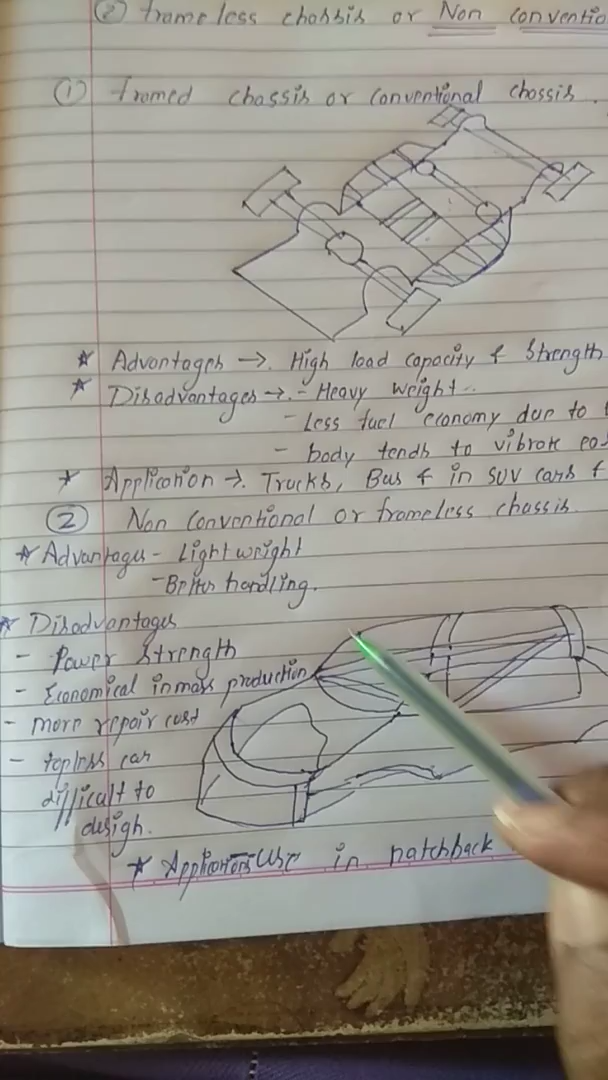 ② frameless chassis or Non conventio
① framed chassis or conventional chassis.
* Advantages → High load capacity & Strength
* Disadvantages → - Heavy weight..
- Less fuel economy due to
- body tends to vibrate
* Application → Trucks, Bus & in SUV cars &
② Non conventional or frameless chassis.
* Advantages - Light weight
- Better handling.
* Disadvantages
- Power strength
- Economical in mass production
- more repair cost
- topless car
difficalt to
desigh.
* Applications Use in hatchback